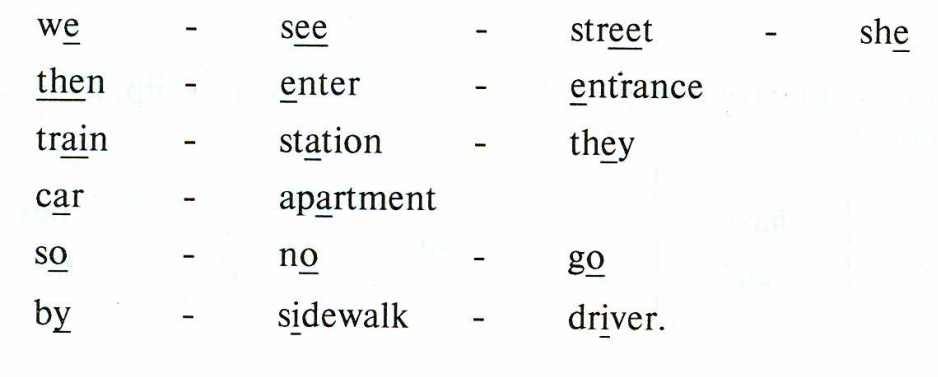 we - see - street - she
then - enter - entrance
train - station - they
car - apartment
so - no - go
by - sidewalk - driver.